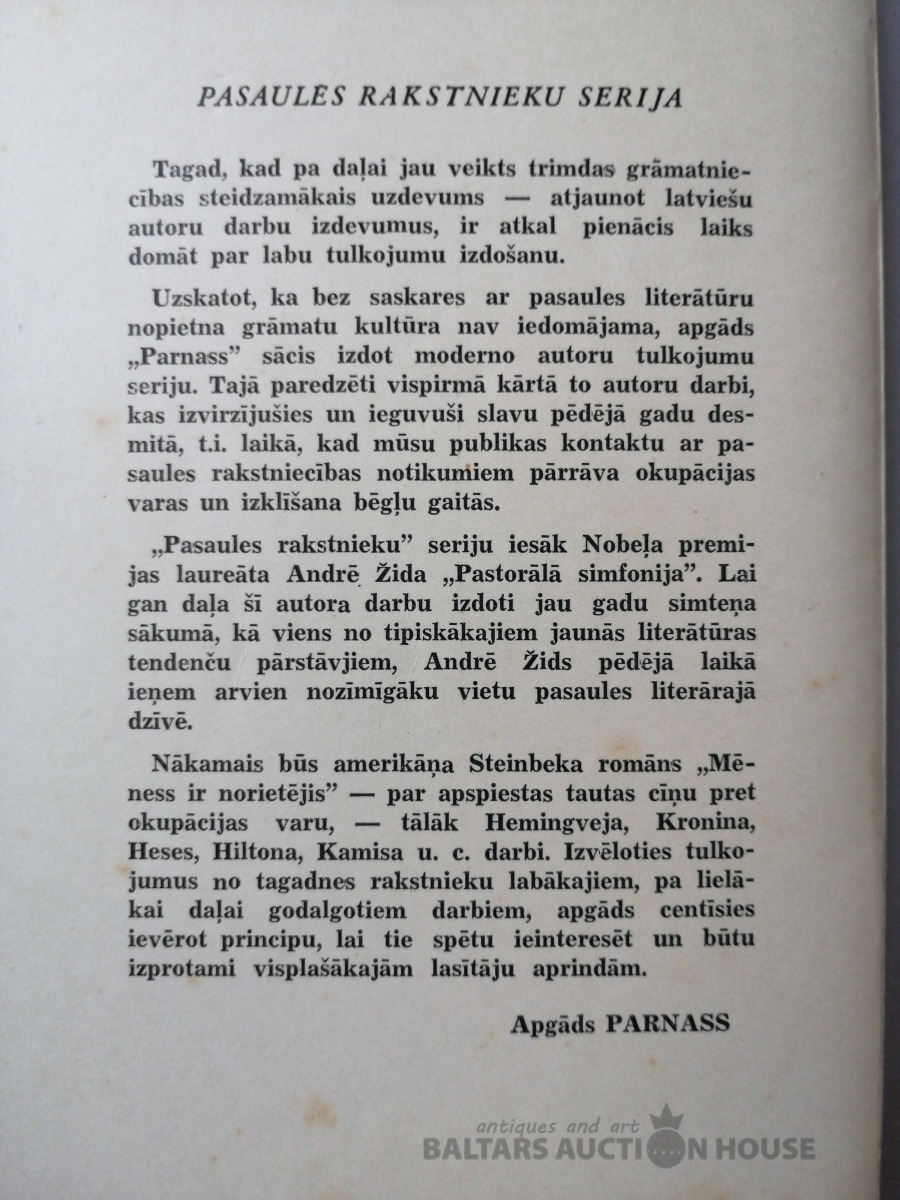 PASAULES RAKSTNIEKU SERIJA
Tagad, kad pa daļai jau veikts trimdas grāmatnie-
cības steidzamākais uzdevums — atjaunot latviešu
autoru darbu izdevumus, ir atkal pienācis laiks
domāt par labu tulkojumu izdošanu.
Uzskatot, ka bez saskares ar pasaules literātūru
nopietna grāmatu kultūra nav iedomājama, apgāds
„Parnass” sācis izdot moderno autoru tulkojumu
seriju. Tajā paredzēti vispirmā kārtā to autoru darbi,
kas izvirzījušies un ieguvuši slavu pēdējā gadu des-
mitā, t.i. laikā, kad mūsu publikas kontaktu ar pa-
saules rakstniecības notikumiem pārrāva okupācijas
varas un izklīšana bēgļu gaitās.
„Pasaules rakstnieku” seriju iesāk Nobeļa premi-
jas laureāta Andrē Žida „Pastorālā simfonija”. Lai
gan daļa šī autora darbu izdoti jau gadu simteņa
sākumā, kā viens no tipiskākajiem jaunās literātūras
tendenču pārstāvjiem, Andrē Žids pēdējā laikā
ieņem arvien nozīmīgāku vietu pasaules literārajā
dzīvē.
Nākamais būs amerikāņa Steinbeka romāns „Mē-
ness ir norietējis” — par apspiestas tautas cīņu pret
okupācijas varu, — tālāk Hemingveja, Kronina,
Heses, Hiltona, Kamisa u. c. darbi. Izvēloties tulko-
jumus no tagadnes rakstnieku labākajiem, pa lielā-
kai daļai godalgotiem darbiem, apgāds centīsies
ievērot principu, lai tie spētu ieinteresēt un būtu
izprotami visplašākajām lasītāju aprindām.
Apgāds PARNASS
antiques and art
BALTARS AUCTION HOUSE